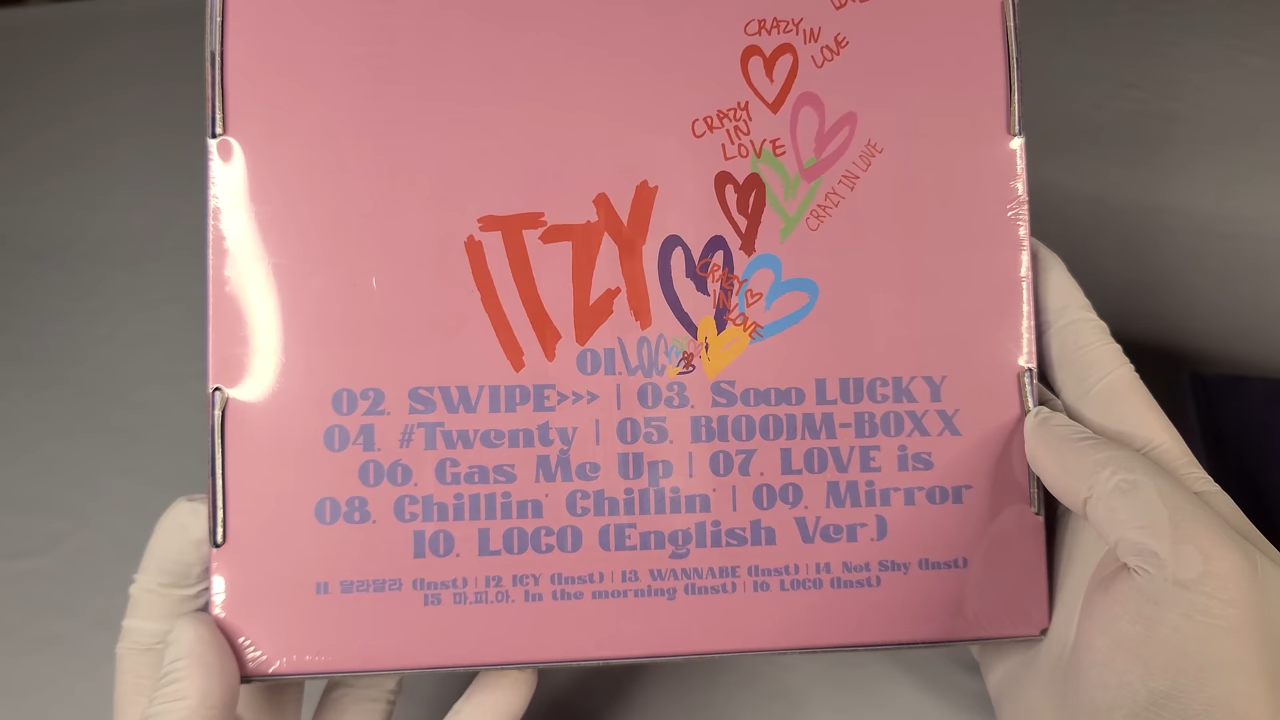 LOVE
CRAZY IN LOVE
CRAZY
IN
LOVE
CRAZY IN LOVE
ITZY
CRAZY
IN LOVE
01. LOCO
02. SWIPE>>> | 03. Sooo LUCKY
04. #Twenty | 05. B[OO]M-BOXX
06. Gas Me Up | 07. LOVE is
08. Chillin' Chillin' | 09. Mirror
10. LOCO (English Ver.)
11. 달라달라 (Inst) | 12. ICY (Inst) | 13. WANNABE (Inst) | 14. Not Shy (Inst)
15. 마.피.아. In the morning (Inst) | 16. LOCO (Inst)